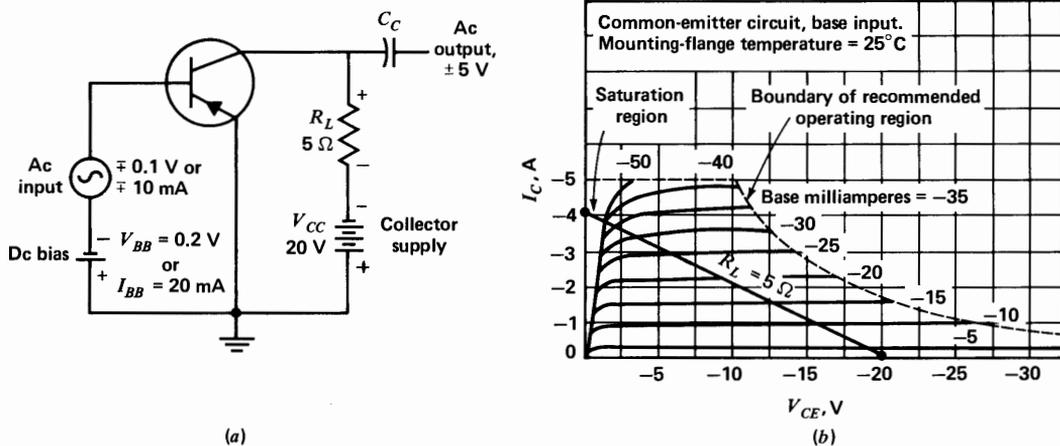 C_C
Ac
output,
± 5 V
+
R_L
5 Ω
−
Ac
input
∓ 0.1 V or
∓ 10 mA
−
V_CC
20 V
+
Collector
supply
Dc bias
−
+
V_BB = 0.2 V
or
I_BB = 20 mA
(a)
Common-emitter circuit, base input.
Mounting-flange temperature = 25°C
Saturation
region
Boundary of recommended
operating region
−50
−40
Base milliamperes = −35
−30
−25
−20
−15
−10
−5
R_L = 5 Ω
I_C, A
−5
−4
−3
−2
−1
0
−5
−10
−15
−20
−25
−30
V_CE, V
(b)